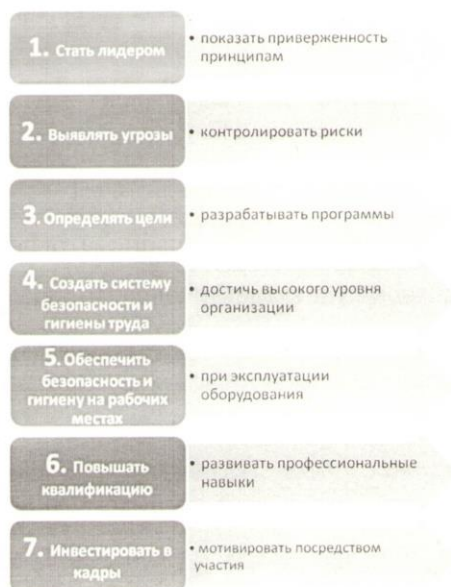 1. Стать лидером
• показать приверженность
принципам
2. Выявлять угрозы
• контролировать риски
3. Определять цели
• разрабатывать программы
4. Создать систему
безопасности и
гигиены труда
• достичь высокого уровня
организации
5. Обеспечить
безопасность и
гигиену на рабочих
местах
• при эксплуатации
оборудования
6. Повышать
квалификацию
• развивать профессиональные
навыки
7. Инвестировать в
кадры
• мотивировать посредством
участия